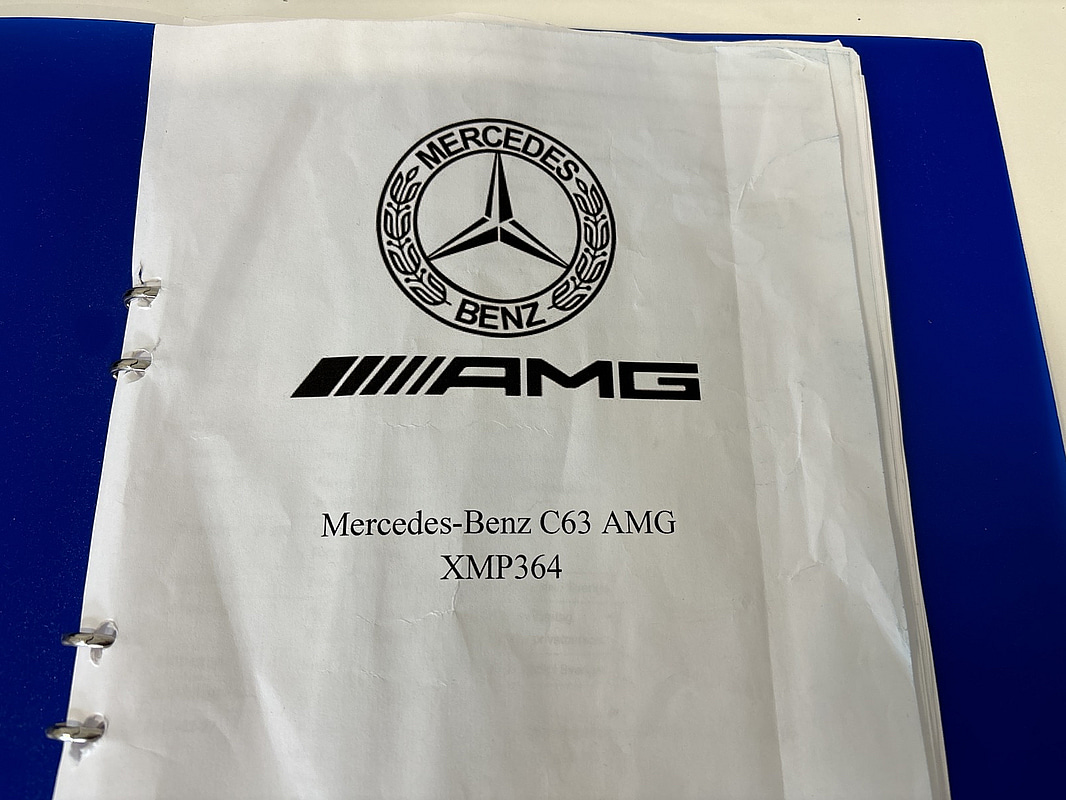 MERCEDES
BENZ
AMG
Mercedes-Benz C63 AMG
XMP364